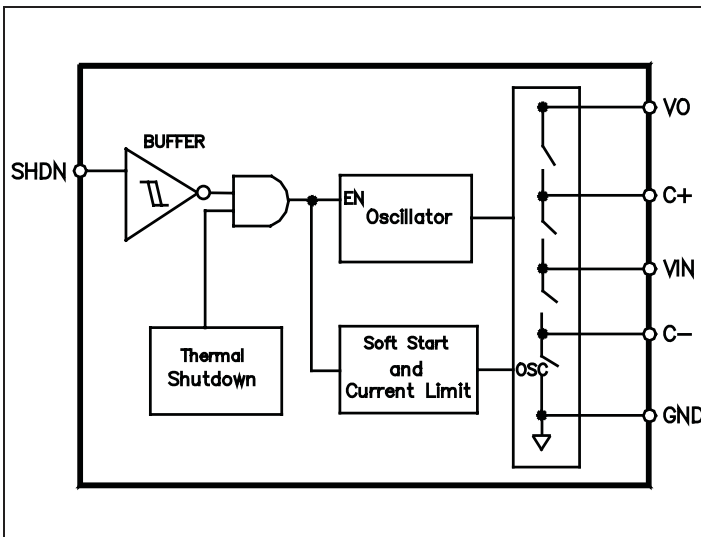 BUFFER
SHDN
EN
Oscillator
Thermal
Shutdown
Soft Start
and
Current Limit
OSC
VO
C+
VIN
C-
GND